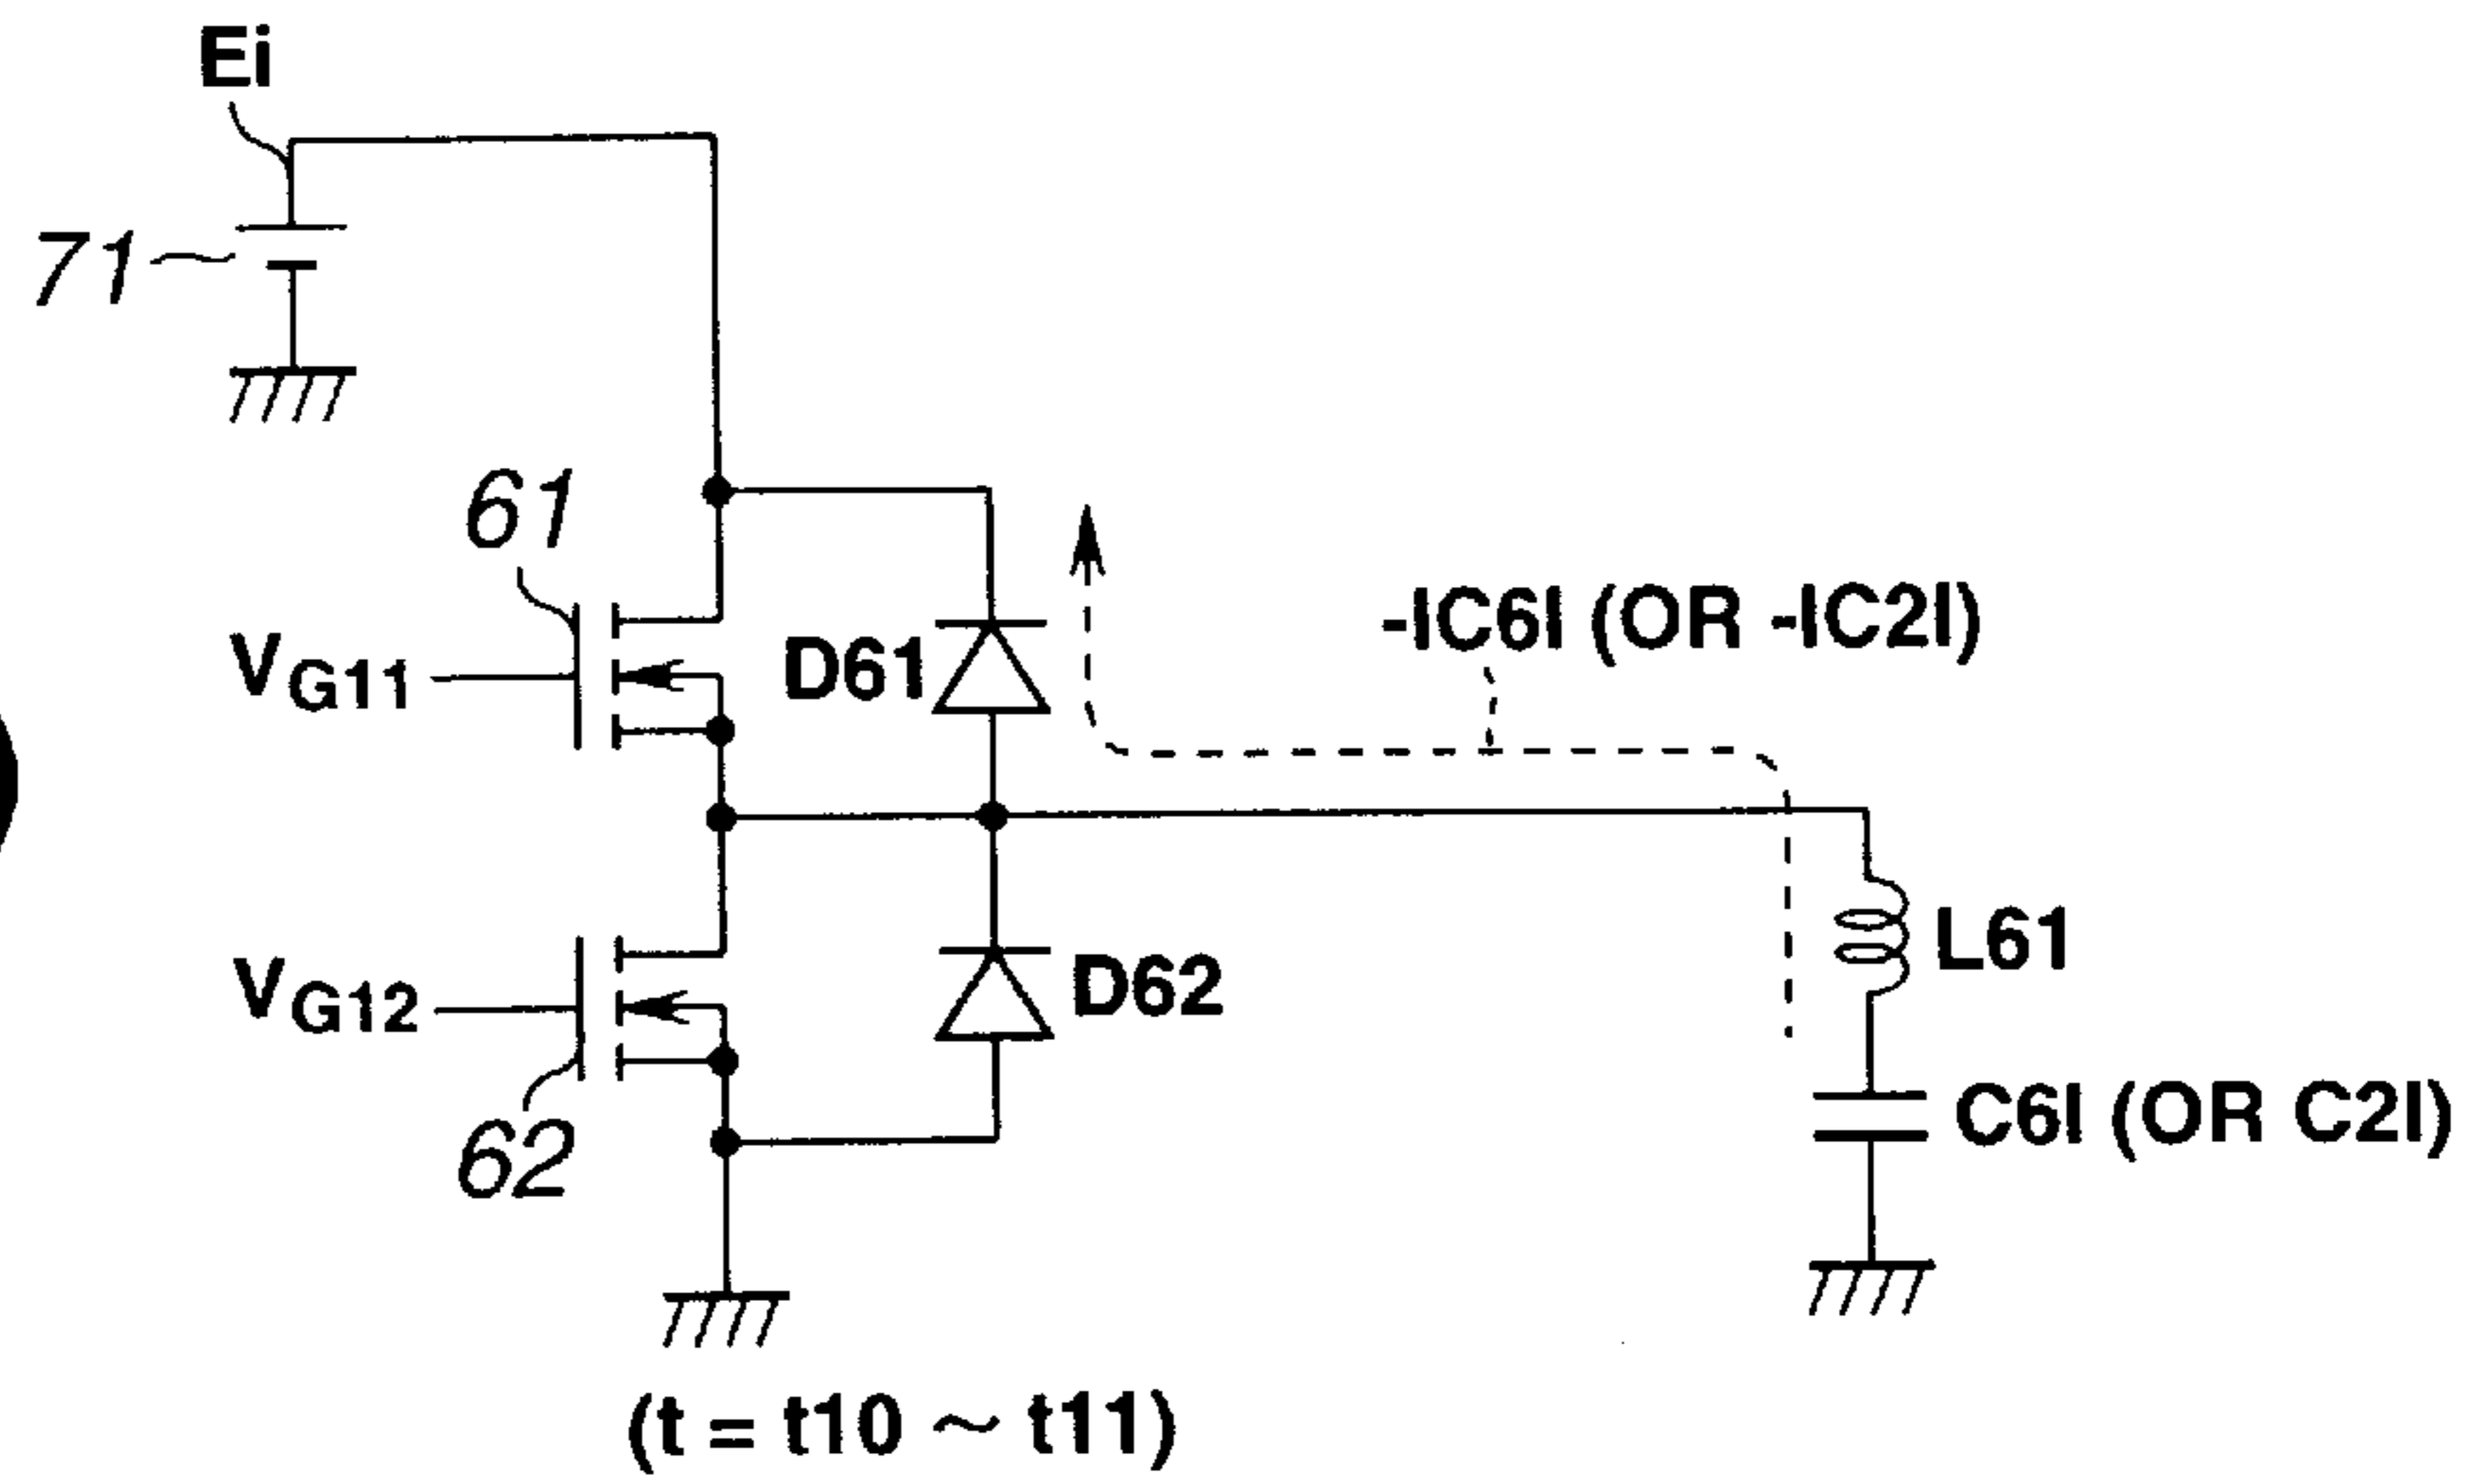 Ei
71
61
VG11
D61
-IC6I (OR -IC2I)
VG12
D62
L61
C6I (OR C2I)
62
(t = t10 ~ t11)